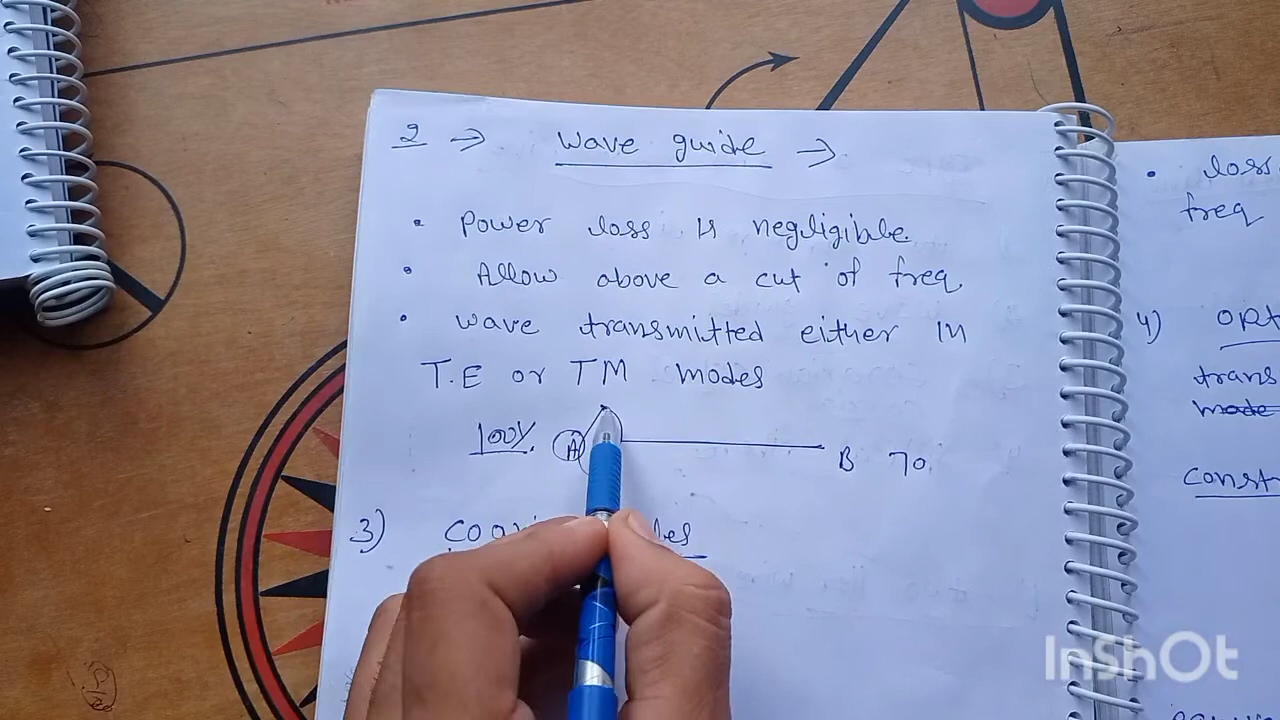 2 → Wave guide →
• Power loss is negligible
• Allow above a cut of freq
• wave transmitted either in
T.E or TM modes
100% A B 70
3)
• loss
freq
4)
trans
mode
const
InShOt